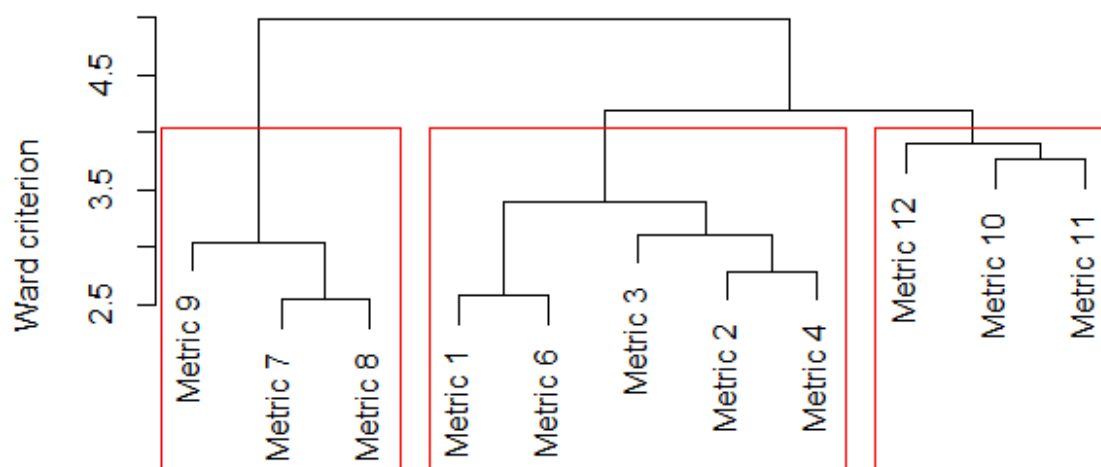 Ward criterion
4.5
3.5
2.5
Metric 9
Metric 7
Metric 8
Metric 1
Metric 6
Metric 3
Metric 2
Metric 4
Metric 12
Metric 10
Metric 11